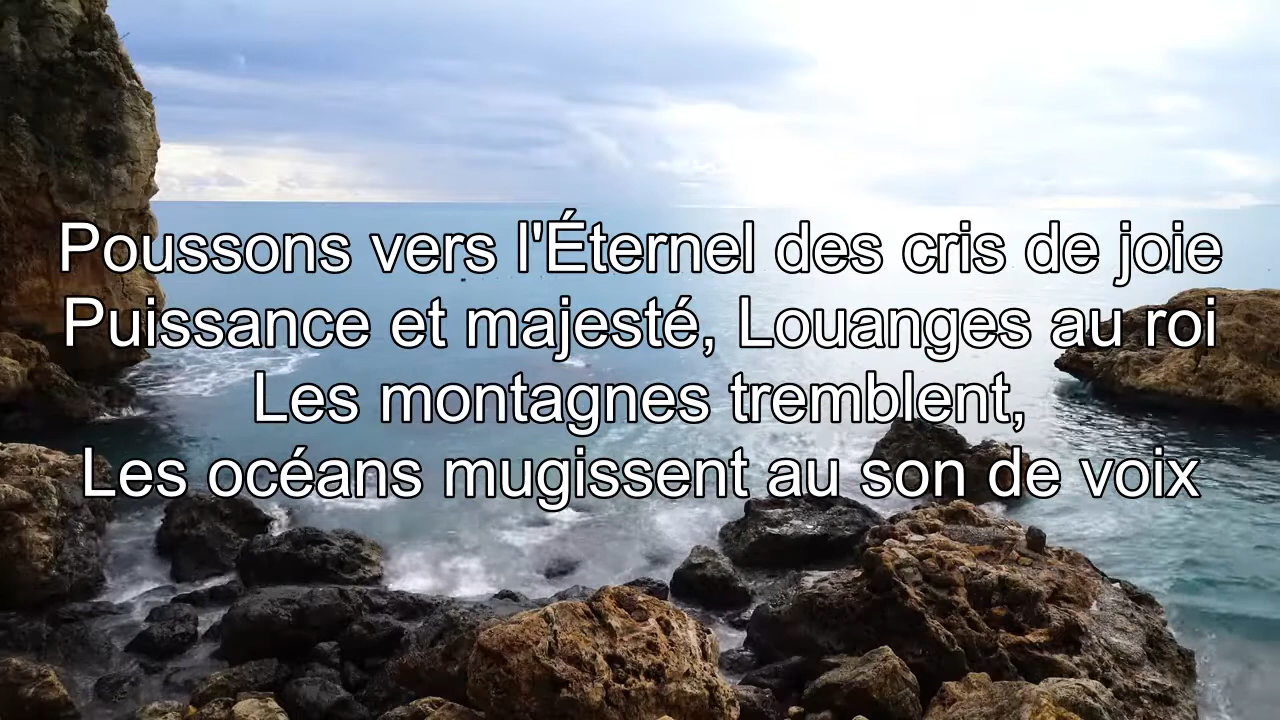 Poussons vers l'Éternel des cris de joie
Puissance et majesté, Louanges au roi
Les montagnes tremblent,
Les océans mugissent au son de voix